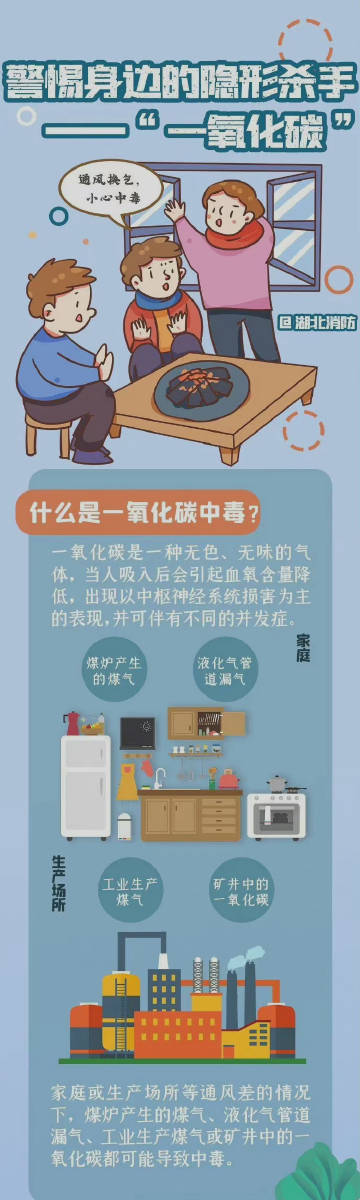 警惕身边的隐形杀手
——“一氧化碳”
通风换气，
小心中毒
@湖北消防
什么是一氧化碳中毒？
一氧化碳是一种无色、无味的气
体，当人吸入后会引起血氧含量降
低，出现以中枢神经系统损害为主
的表现，并可伴有不同的并发症。
家庭
煤炉产生
的煤气
液化气管
道漏气
生产场所
工业生产
煤气
矿井中的
一氧化碳
家庭或生产场所等通风差的情况
下，煤炉产生的煤气、液化气管道
漏气、工业生产煤气或矿井中的一
氧化碳都可能导致中毒。